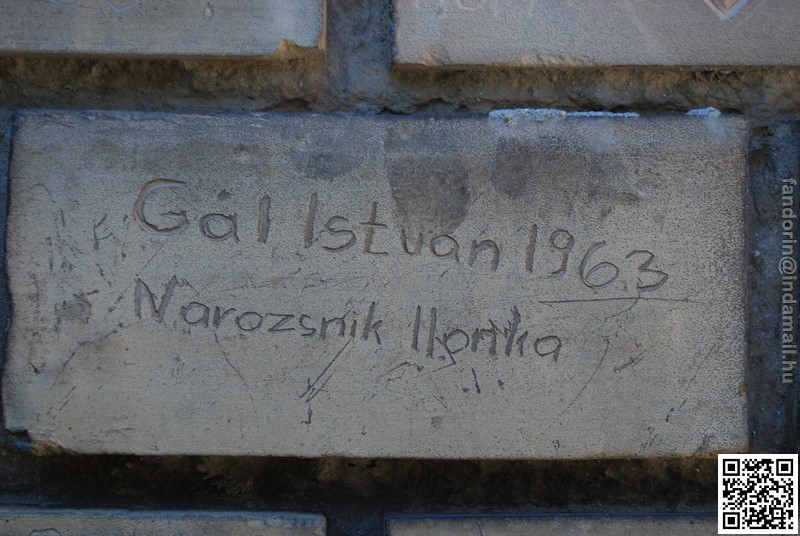 Gál István 1963
Narozsnik Ilonka
fandorin@indamail.hu